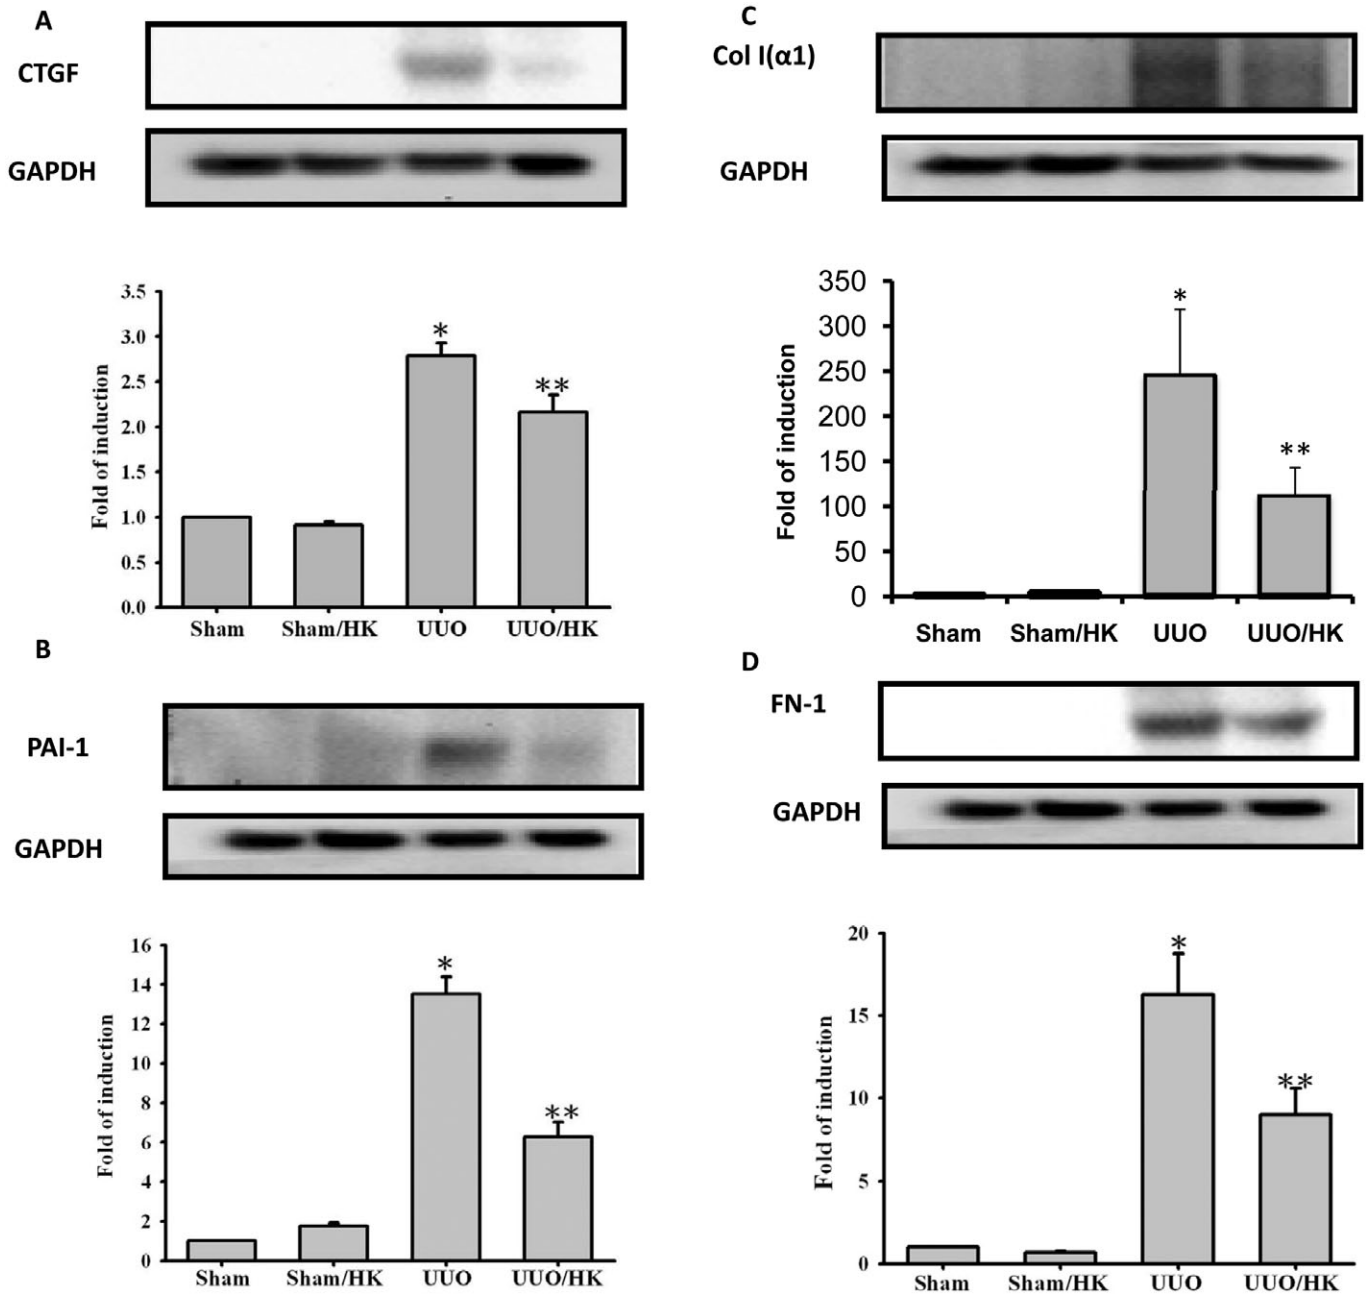 A
CTGF
GAPDH
3.5
3.0
2.5
2.0
1.5
1.0
0.5
0.0
Fold of induction
*
**
Sham Sham/HK UUO UUO/HK
B
PAI-1
GAPDH
16
14
12
10
8
6
4
2
0
Fold of induction
*
**
Sham Sham/HK UUO UUO/HK
C
Col I(α1)
GAPDH
350
300
250
200
150
100
50
0
Fold of induction
*
**
Sham Sham/HK UUO UUO/HK
D
FN-1
GAPDH
20
15
10
5
0
Fold of induction
*
**
Sham Sham/HK UUO UUO/HK